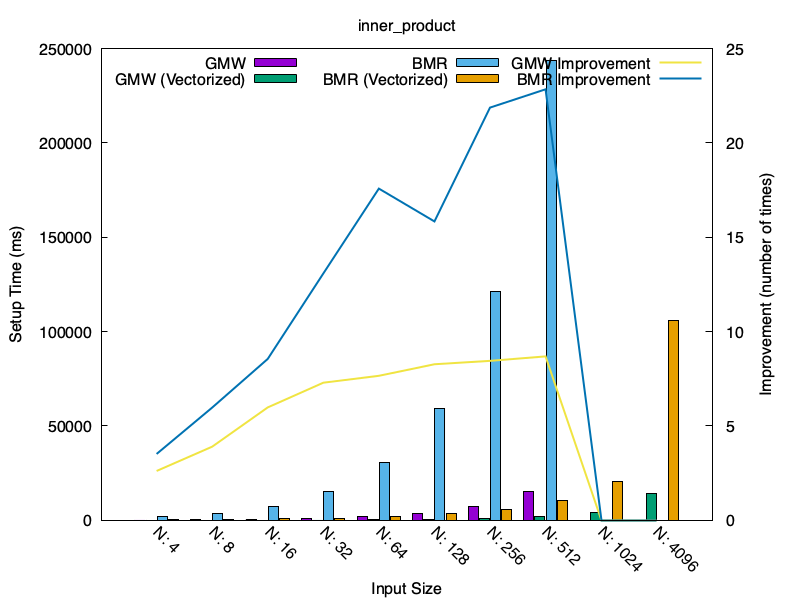 inner_product
250000
200000
150000
100000
50000
0
Setup Time (ms)
GMW
GMW (Vectorized)
BMR
BMR (Vectorized)
GMW Improvement
BMR Improvement
25
20
15
10
5
0
Improvement (number of times)
N: 4
N: 8
N: 16
N: 32
N: 64
N: 128
N: 256
N: 512
N: 1024
N: 4096
Input Size